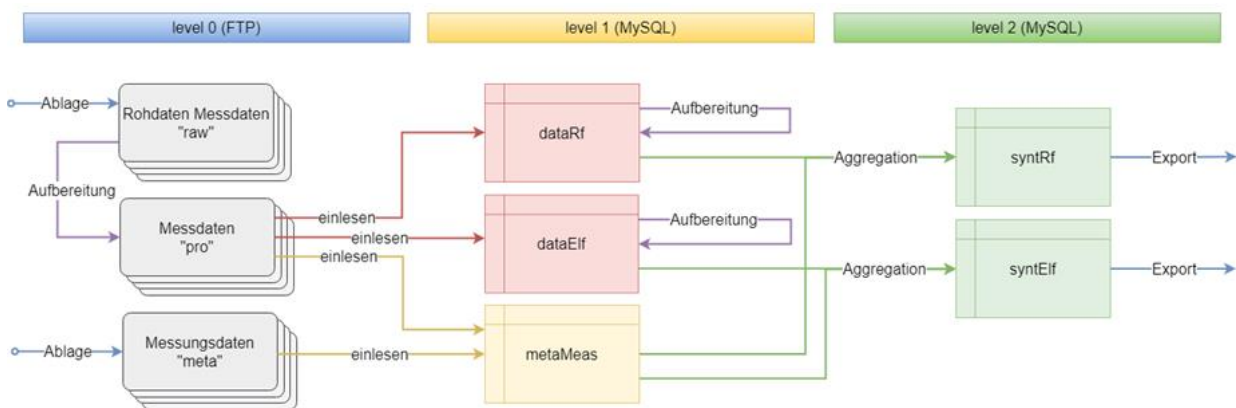 level 0 (FTP)
level 1 (MySQL)
level 2 (MySQL)
Ablage
Rohdaten Messdaten
"raw"
Aufbereitung
Messdaten
"pro"
Ablage
Messungsdaten
"meta"
einlesen
einlesen
einlesen
einlesen
dataRf
Aufbereitung
dataElf
Aufbereitung
metaMeas
Aggregation
syntRf
Export
Aggregation
syntElf
Export